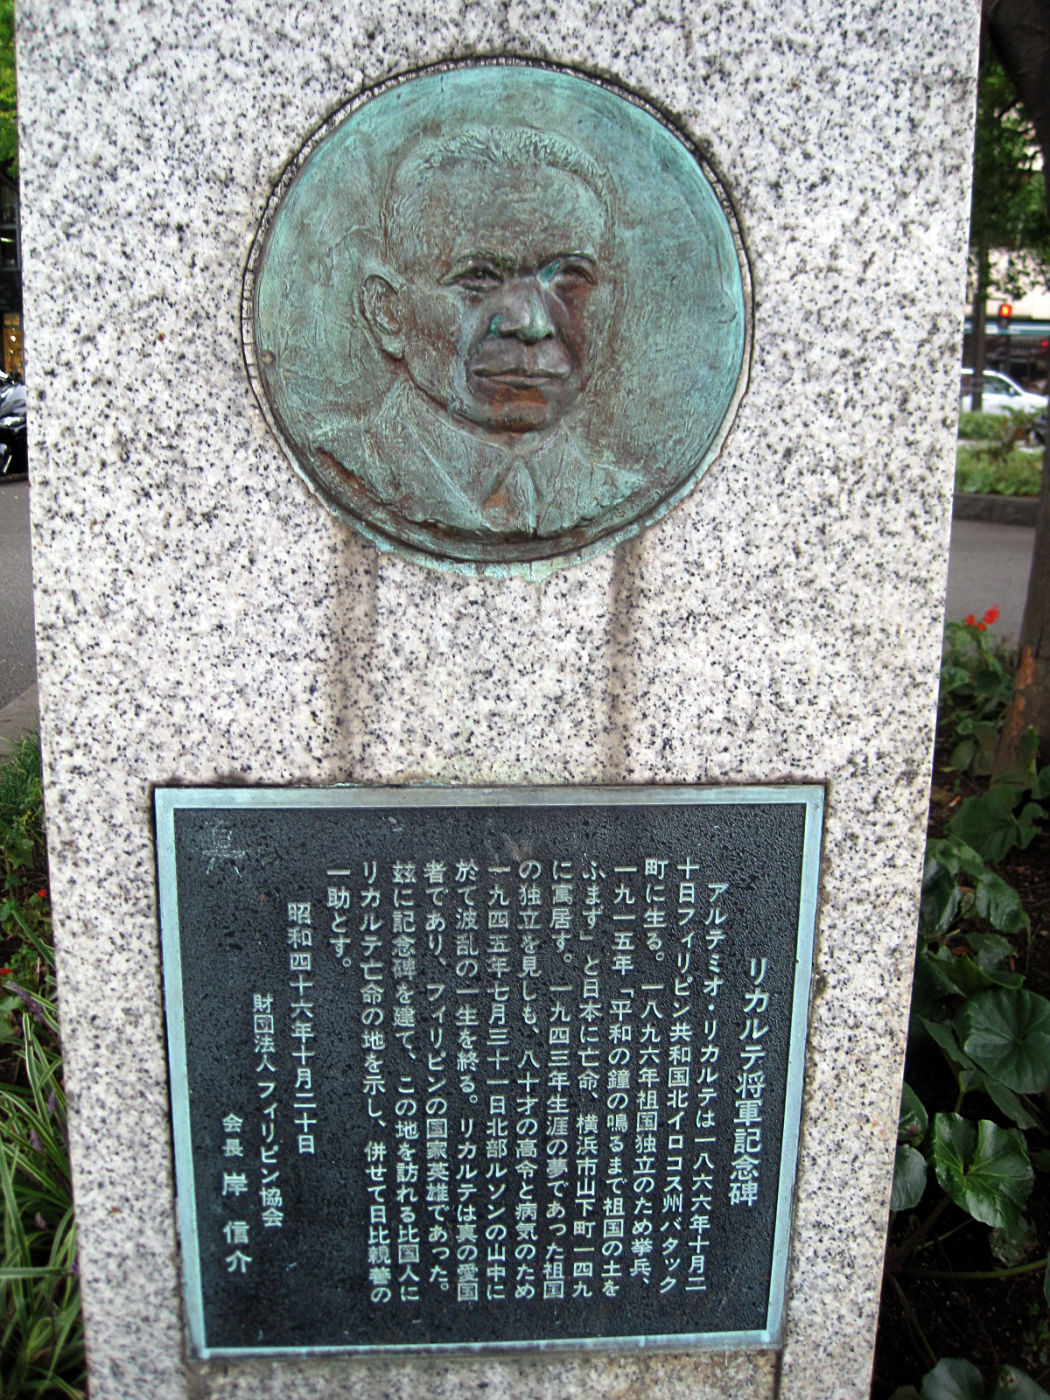 リカルテ将軍記念碑
アルテミオ・リカルテは一八六六年十月二
十日フイリピン共和国北イロコス州バタツク
町に生る。一八九六年祖国独立のため挙兵、
一九一五年「平和の鐘の鳴るまで祖国の土を
ふまず」と日本に亡命、横浜市山下町一四九
に寓居す。一九四三年生涯の夢であつた祖国
の独立を見しも、八十才の高令と病気のため
一九四五年七月三十一日北部ルソンの山中に
於て波乱の一生を終る。リカルテは真の愛国
者であり、フイリピンの国家英雄であつた。
茲に記念碑を建て、この地を訪れる比国人に
リカルテ亡命の地を示し、併せて日比親善の
一助とす。
昭和四十六年十月二十日
財団法人フイリピン協会
会長 岸信介